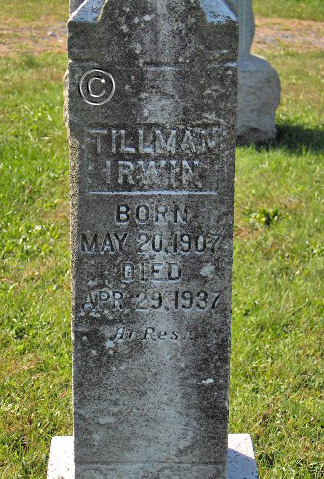 ©
TILLMAN
IRWIN
BORN
MAY 20, 1907
DIED
APR 29, 1937
At Rest